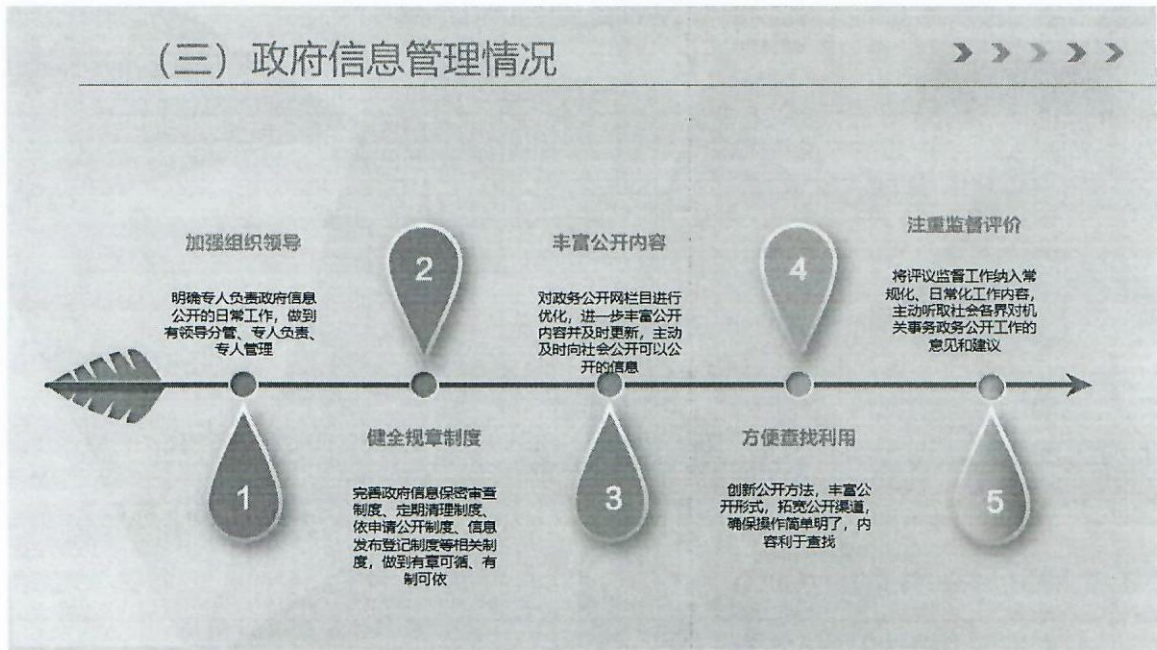 （三）政府信息管理情况
加强组织领导
明确专人负责政府信息
公开的日常工作，做到
有领导分管、专人负责、
专人管理
1
2
健全规章制度
完善政府信息保密审查
制度、定期清理制度、
依申请公开制度、信息
发布登记制度等相关制
度，做到有章可循、有
制可依
丰富公开内容
对政务公开网栏目进行
优化，进一步丰富公开
内容并及时更新，主动
及时向社会公开可以公
开的信息
3
4
方便查找利用
创新公开方法，丰富公
开形式，拓宽公开渠道，
确保操作简单明了，内
容利于查找
注重监督评价
将评议监督工作纳入常
规化、日常化工作内容，
主动听取社会各界对机
关事务政务公开工作的
意见和建议
5